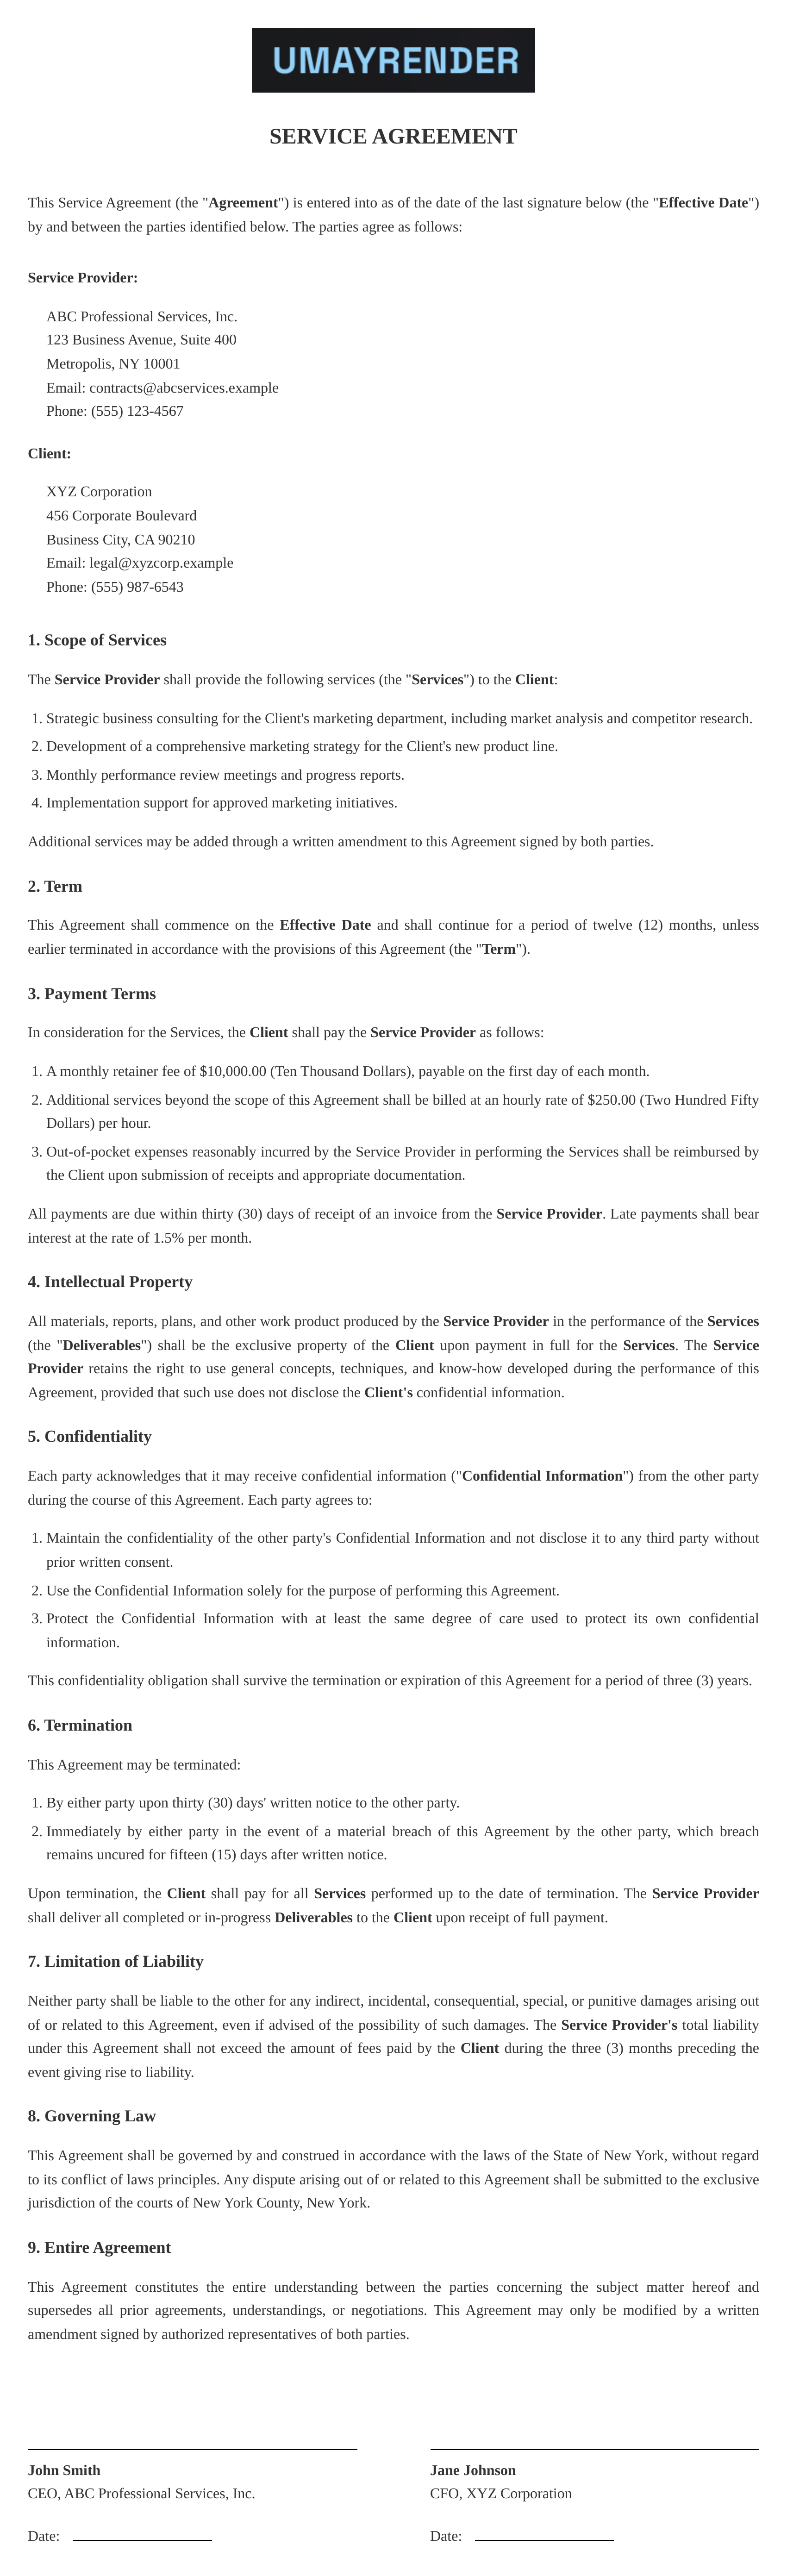 UMAYRENDER
SERVICE AGREEMENT
This Service Agreement (the "Agreement") is entered into as of the date of the last signature below (the "Effective Date")
by and between the parties identified below. The parties agree as follows:
Service Provider:
ABC Professional Services, Inc.
123 Business Avenue, Suite 400
Metropolis, NY 10001
Email: contracts@abcservices.example
Phone: (555) 123-4567
Client:
XYZ Corporation
456 Corporate Boulevard
Business City, CA 90210
Email: legal@xyzcorp.example
Phone: (555) 987-6543
1. Scope of Services
The Service Provider shall provide the following services (the "Services") to the Client:
1. Strategic business consulting for the Client's marketing department, including market analysis and competitor research.
2. Development of a comprehensive marketing strategy for the Client's new product line.
3. Monthly performance review meetings and progress reports.
4. Implementation support for approved marketing initiatives.
Additional services may be added through a written amendment to this Agreement signed by both parties.
2. Term
This Agreement shall commence on the Effective Date and shall continue for a period of twelve (12) months, unless
earlier terminated in accordance with the provisions of this Agreement (the "Term").
3. Payment Terms
In consideration for the Services, the Client shall pay the Service Provider as follows:
1. A monthly retainer fee of $10,000.00 (Ten Thousand Dollars), payable on the first day of each month.
2. Additional services beyond the scope of this Agreement shall be billed at an hourly rate of $250.00 (Two Hundred Fifty
Dollars) per hour.
3. Out-of-pocket expenses reasonably incurred by the Service Provider in performing the Services shall be reimbursed by
the Client upon submission of receipts and appropriate documentation.
All payments are due within thirty (30) days of receipt of an invoice from the Service Provider. Late payments shall bear
interest at the rate of 1.5% per month.
4. Intellectual Property
All materials, reports, plans, and other work product produced by the Service Provider in the performance of the Services
(the "Deliverables") shall be the exclusive property of the Client upon payment in full for the Services. The Service
Provider retains the right to use general concepts, techniques, and know-how developed during the performance of this
Agreement, provided that such use does not disclose the Client's confidential information.
5. Confidentiality
Each party acknowledges that it may receive confidential information ("Confidential Information") from the other party
during the course of this Agreement. Each party agrees to:
1. Maintain the confidentiality of the other party's Confidential Information and not disclose it to any third party without
prior written consent.
2. Use the Confidential Information solely for the purpose of performing this Agreement.
3. Protect the Confidential Information with at least the same degree of care used to protect its own confidential
information.
This confidentiality obligation shall survive the termination or expiration of this Agreement for a period of three (3) years.
6. Termination
This Agreement may be terminated:
1. By either party upon thirty (30) days' written notice to the other party.
2. Immediately by either party in the event of a material breach of this Agreement by the other party, which breach
remains uncured for fifteen (15) days after written notice.
Upon termination, the Client shall pay for all Services performed up to the date of termination. The Service Provider
shall deliver all completed or in-progress Deliverables to the Client upon receipt of full payment.
7. Limitation of Liability
Neither party shall be liable to the other for any indirect, incidental, consequential, special, or punitive damages arising out
of or related to this Agreement, even if advised of the possibility of such damages. The Service Provider's total liability
under this Agreement shall not exceed the amount of fees paid by the Client during the three (3) months preceding the
event giving rise to liability.
8. Governing Law
This Agreement shall be governed by and construed in accordance with the laws of the State of New York, without regard
to its conflict of laws principles. Any dispute arising out of or related to this Agreement shall be submitted to the exclusive
jurisdiction of the courts of New York County, New York.
9. Entire Agreement
This Agreement constitutes the entire understanding between the parties concerning the subject matter hereof and
supersedes all prior agreements, understandings, or negotiations. This Agreement may only be modified by a written
amendment signed by authorized representatives of both parties.
John Smith
CEO, ABC Professional Services, Inc.
Date:
Jane Johnson
CFO, XYZ Corporation
Date: